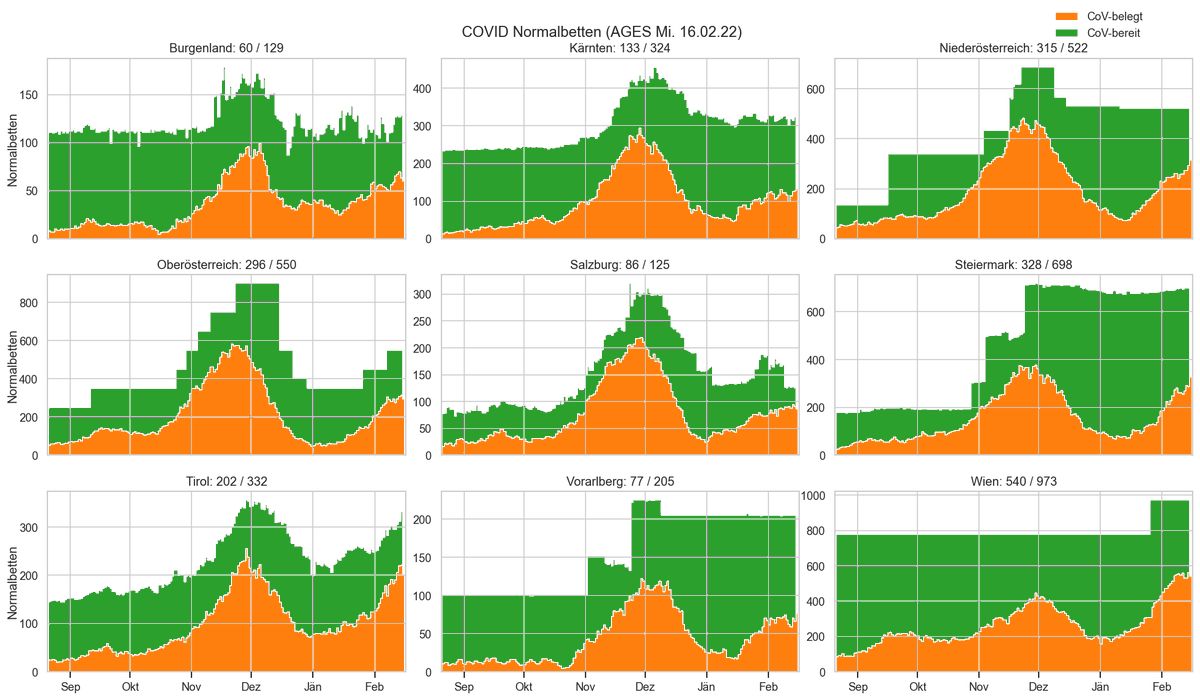 COVID Normalbetten (AGES Mi. 16.02.22)
CoV-belegt
CoV-bereit
Burgenland: 60 / 129
Kärnten: 133 / 324
Niederösterreich: 315 / 522
Normalbetten
150
100
50
0
400
300
200
100
0
600
400
200
0
Oberösterreich: 296 / 550
Salzburg: 86 / 125
Steiermark: 328 / 698
Normalbetten
800
600
400
200
0
300
250
200
150
100
50
0
600
400
200
0
Tirol: 202 / 332
Vorarlberg: 77 / 205
Wien: 540 / 973
Normalbetten
300
200
100
0
200
150
100
50
0
1000
800
600
400
200
0
Sep Okt Nov Dez Jän Feb
Sep Okt Nov Dez Jän Feb
Sep Okt Nov Dez Jän Feb